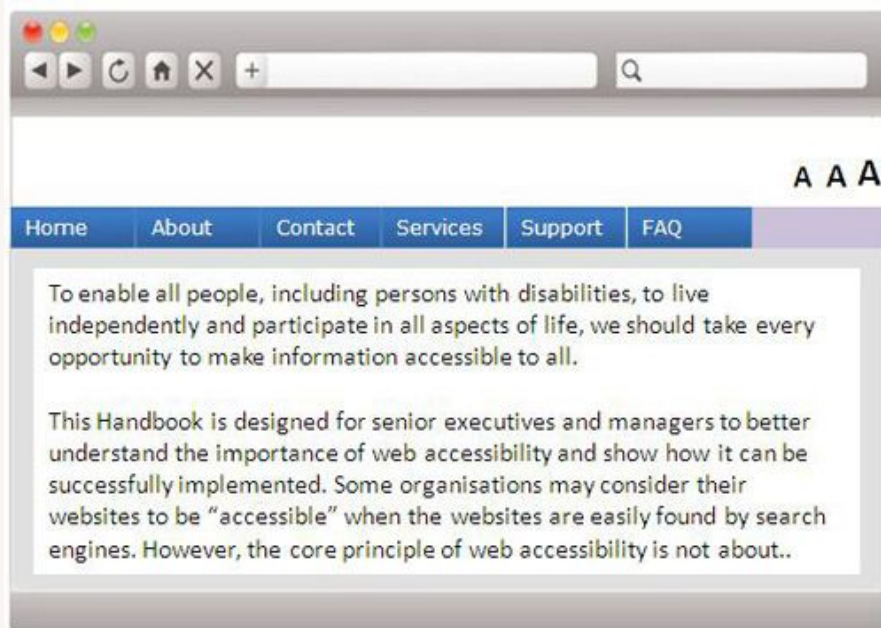 A A A
Home About Contact Services Support FAQ
To enable all people, including persons with disabilities, to live
independently and participate in all aspects of life, we should take every
opportunity to make information accessible to all.
This Handbook is designed for senior executives and managers to better
understand the importance of web accessibility and show how it can be
successfully implemented. Some organisations may consider their
websites to be “accessible” when the websites are easily found by search
engines. However, the core principle of web accessibility is not about..